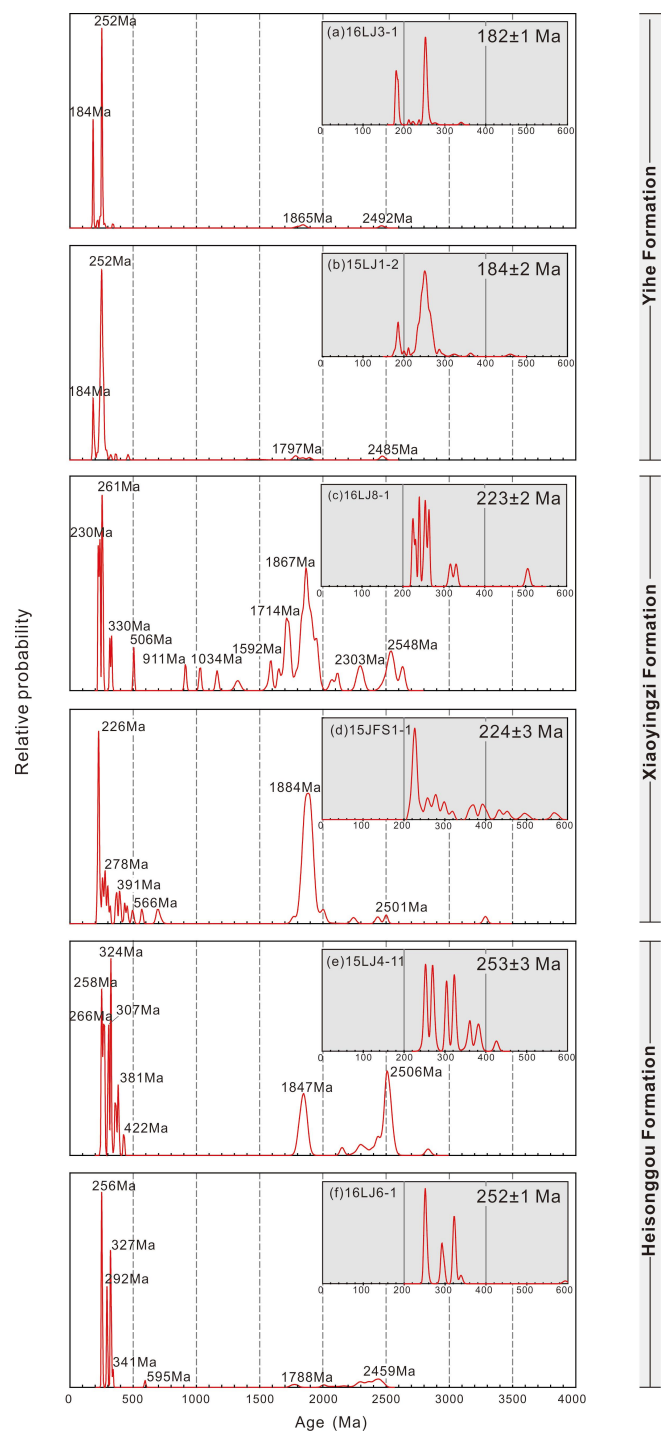 252Ma
(a)16LJ3-1
182±1 Ma
184Ma
0 100 200 300 400 500 600
1865Ma
2492Ma
252Ma
(b)15LJ1-2
184±2 Ma
184Ma
0 100 200 300 400 500 600
1797Ma
2485Ma
Yihe Formation
261Ma
(c)16LJ8-1
223±2 Ma
230Ma
1867Ma
0 100 200 300 400 500 600
1714Ma
330Ma
506Ma
1592Ma
2548Ma
911Ma
1034Ma
2303Ma
226Ma
(d)15JFS1-1
224±3 Ma
1884Ma
0 100 200 300 400 500 600
278Ma
391Ma
566Ma
2501Ma
Xiaoyingzi Formation
Relative probability
324Ma
(e)15LJ4-11
253±3 Ma
258Ma
266Ma
307Ma
0 100 200 300 400 500 600
2506Ma
381Ma
1847Ma
422Ma
256Ma
(f)16LJ6-1
252±1 Ma
327Ma
292Ma
0 100 200 300 400 500 600
341Ma
595Ma
1788Ma
2459Ma
Heisonggou Formation
0 500 1000 1500 2000 2500 3000 3500 4000
Age (Ma)